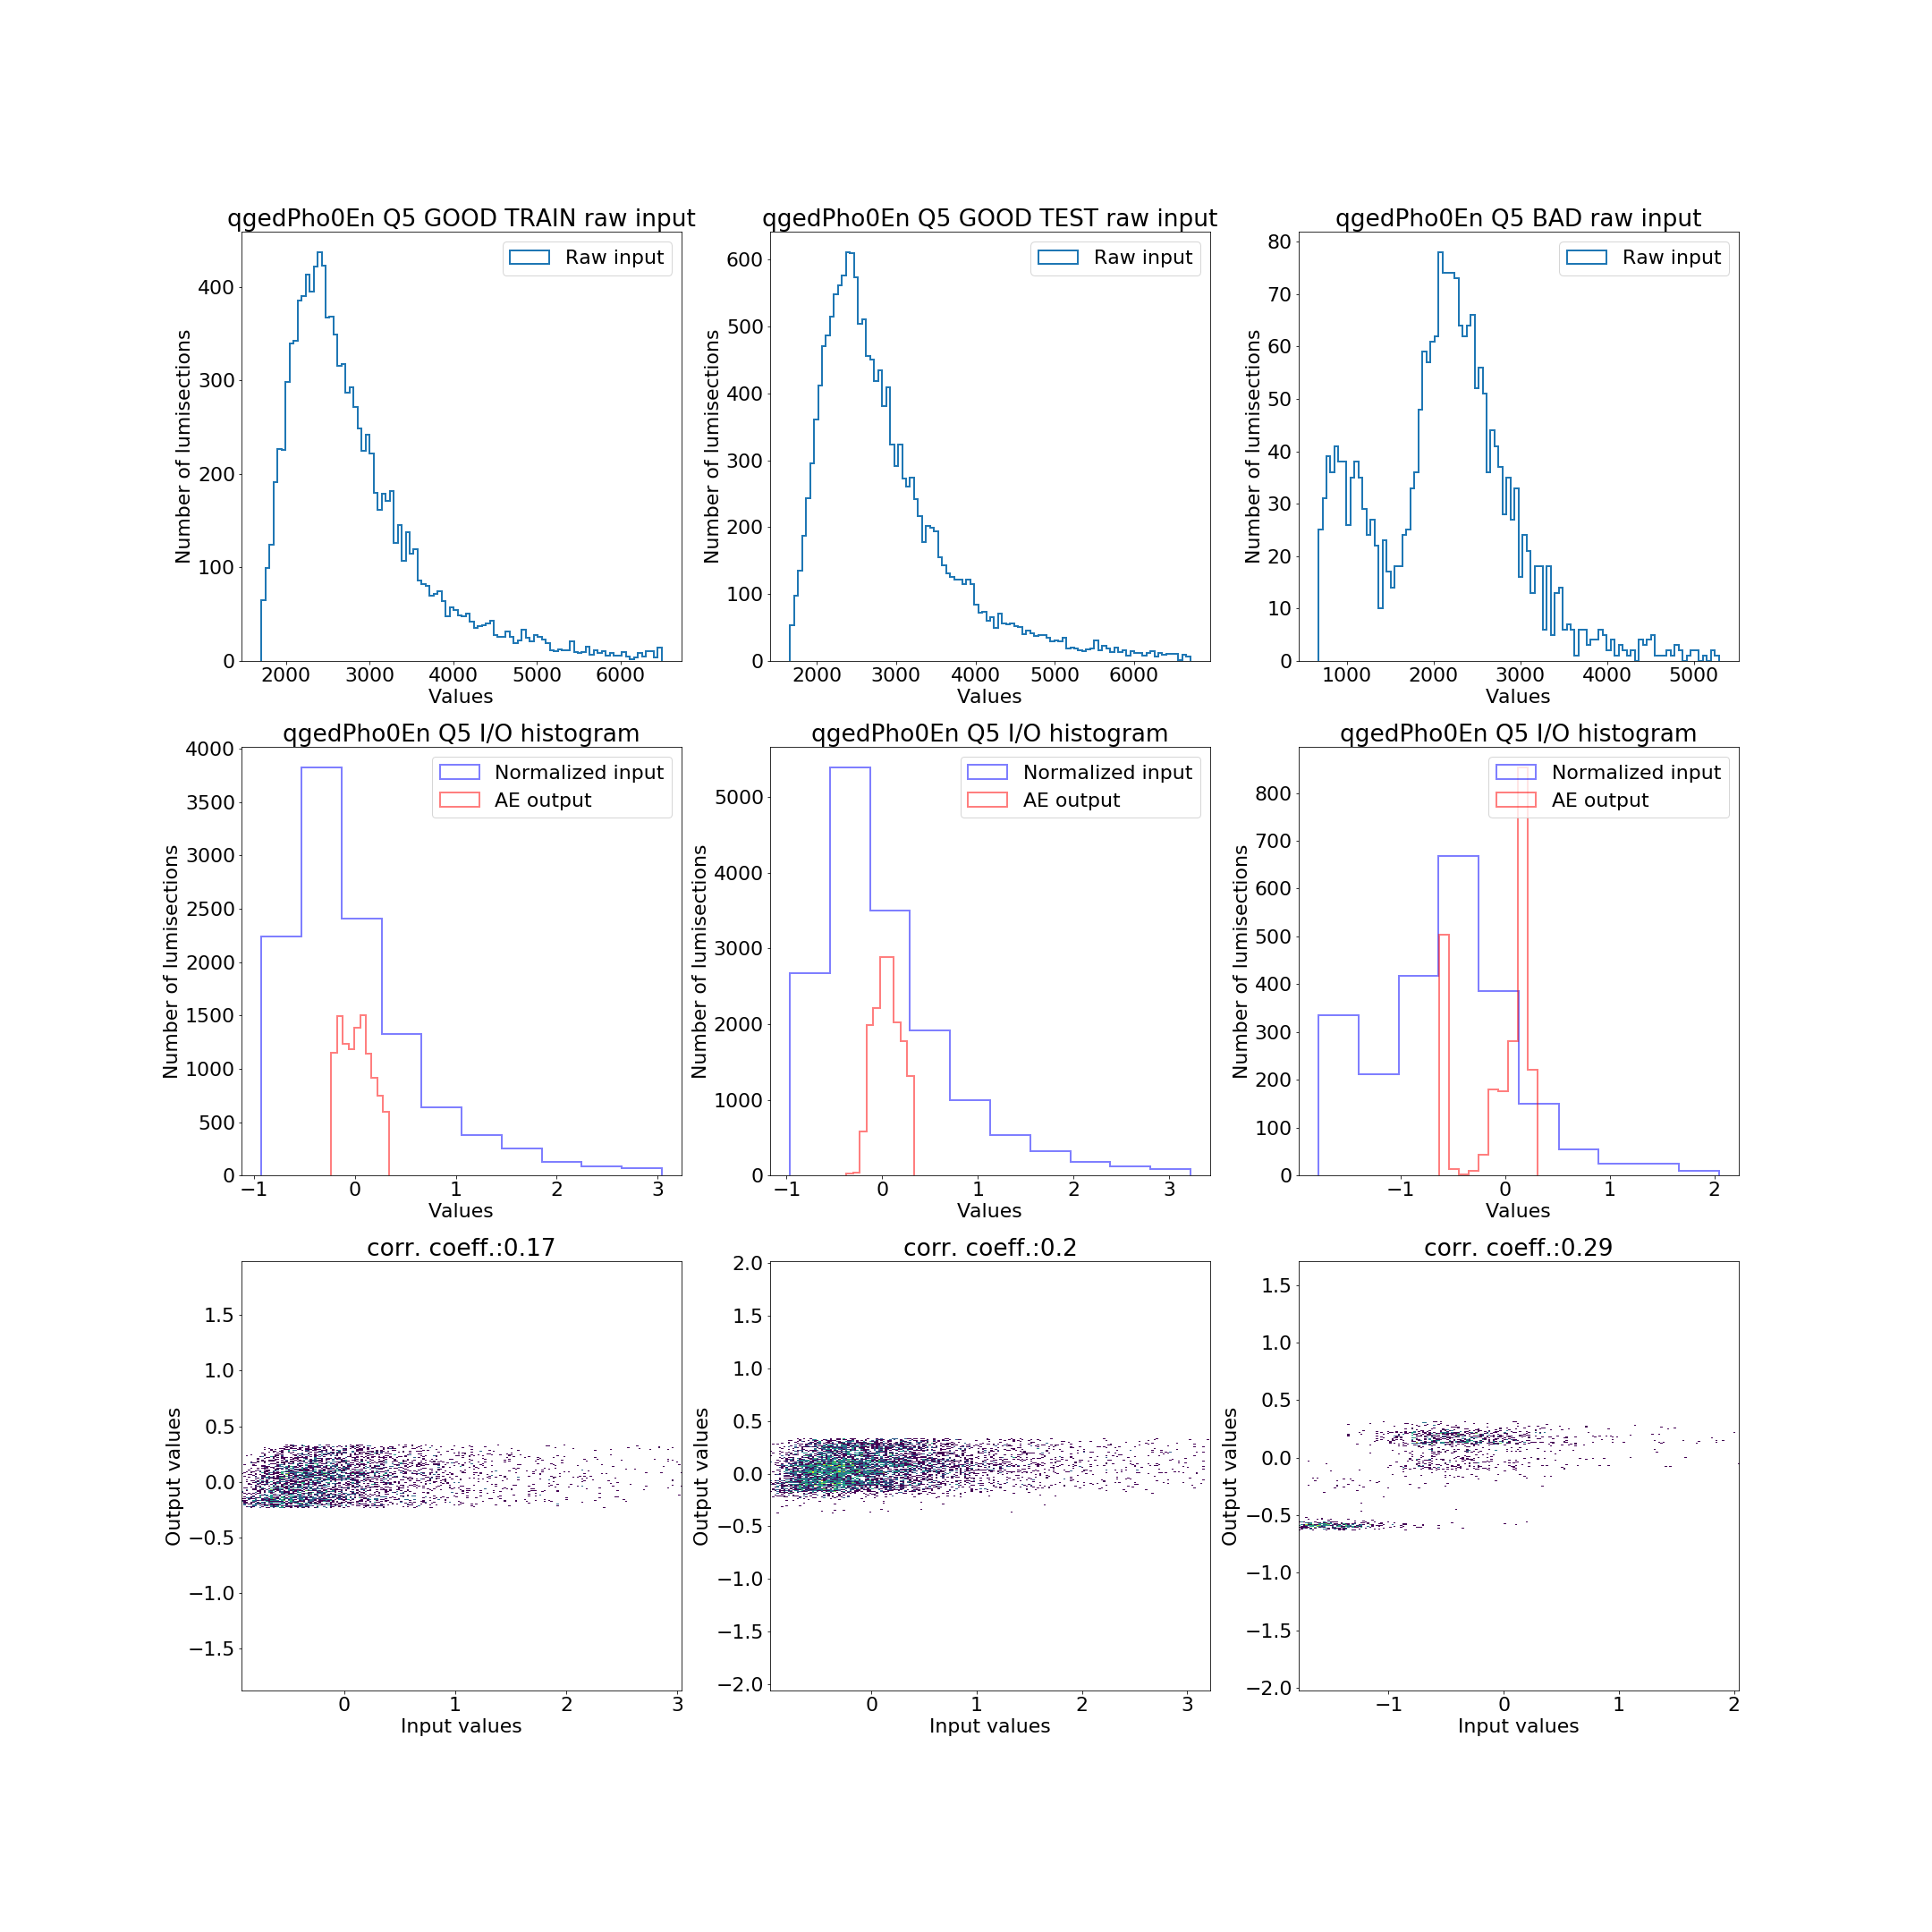 qgedPho0En Q5 GOOD TRAIN raw input
Raw input
400
300
200
100
0
Number of lumisections
2000 3000 4000 5000 6000
Values
qgedPho0En Q5 GOOD TEST raw input
Raw input
600
500
400
300
200
100
0
Number of lumisections
2000 3000 4000 5000 6000
Values
qgedPho0En Q5 BAD raw input
Raw input
80
70
60
50
40
30
20
10
0
Number of lumisections
1000 2000 3000 4000 5000
Values
qgedPho0En Q5 I/O histogram
Normalized input
AE output
4000
3500
3000
2500
2000
1500
1000
500
0
Number of lumisections
−1 0 1 2 3
Values
qgedPho0En Q5 I/O histogram
Normalized input
AE output
5000
4000
3000
2000
1000
0
Number of lumisections
−1 0 1 2 3
Values
qgedPho0En Q5 I/O histogram
Normalized input
AE output
800
700
600
500
400
300
200
100
0
Number of lumisections
−1 0 1 2
Values
corr. coeff.:0.17
1.5
1.0
0.5
0.0
−0.5
−1.0
−1.5
Output values
0 1 2 3
Input values
corr. coeff.:0.2
2.0
1.5
1.0
0.5
0.0
−0.5
−1.0
−1.5
−2.0
Output values
0 1 2 3
Input values
corr. coeff.:0.29
1.5
1.0
0.5
0.0
−0.5
−1.0
−1.5
−2.0
Output values
−1 0 1 2
Input values